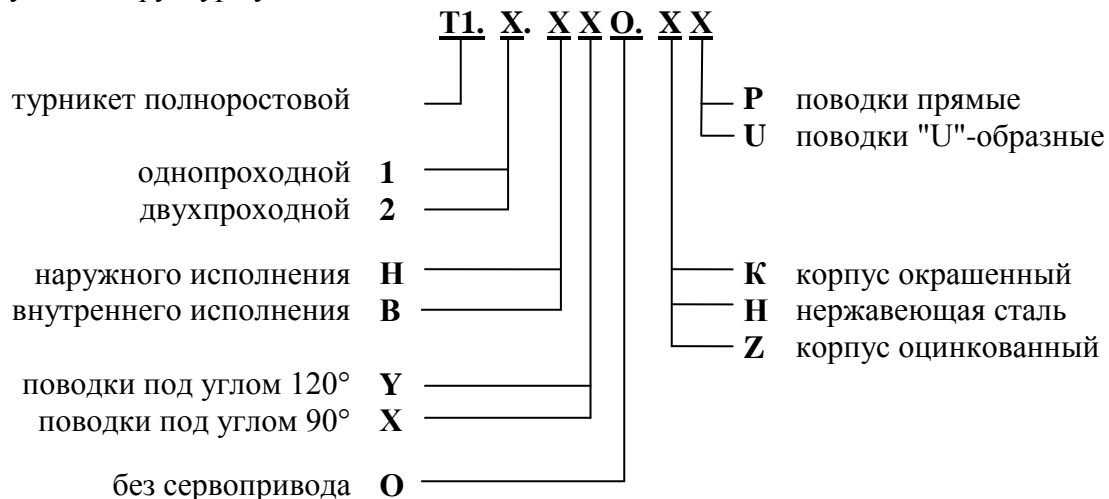 Т1. Х. Х Х О. Х Х
турникет полноростовой
Р поводки прямые
U поводки "U"-образные
однопроходной 1
двухпроходной 2
наружного исполнения Н
внутреннего исполнения В
К корпус окрашенный
Н нержавеющая сталь
Z корпус оцинкованный
поводки под углом 120° Y
поводки под углом 90° X
без сервопривода О